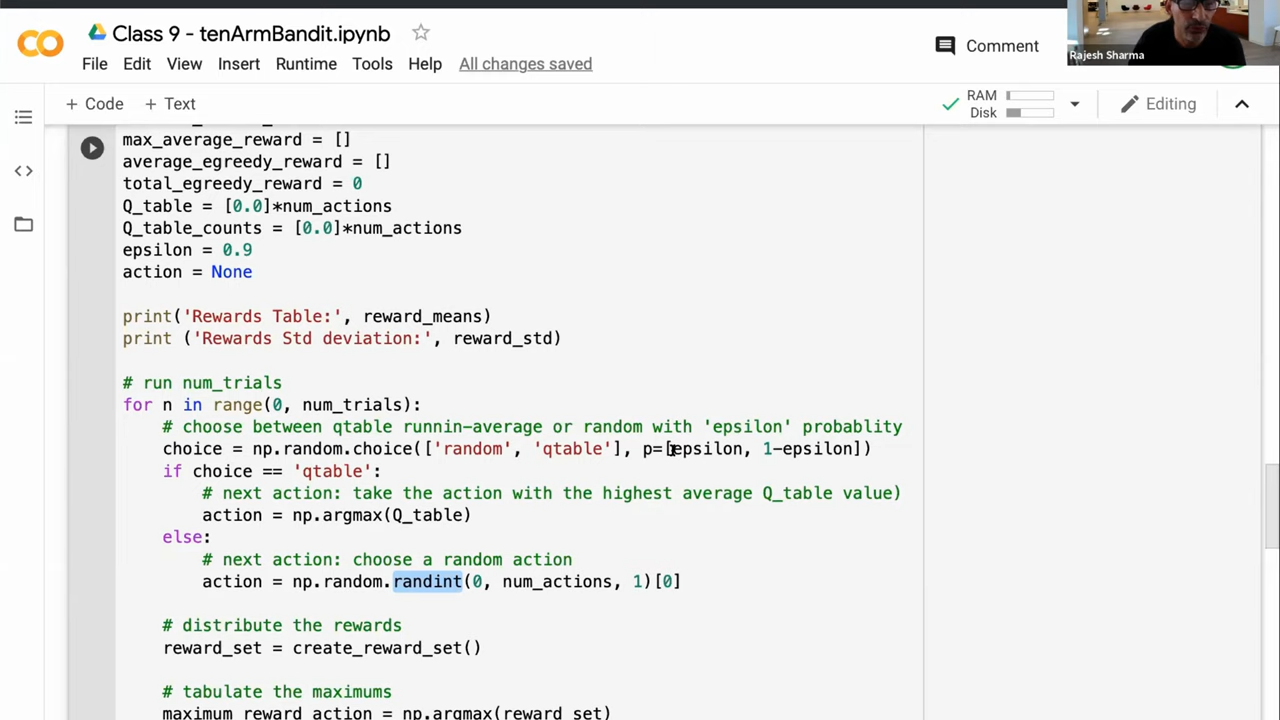 Class 9 - tenArmBandit.ipynb
File Edit View Insert Runtime Tools Help All changes saved
Comment
Rajesh Sharma
+ Code + Text
RAM
Disk
Editing
max_average_reward = []
average_egreedy_reward = []
total_egreedy_reward = 0
Q_table = [0.0]*num_actions
Q_table_counts = [0.0]*num_actions
epsilon = 0.9
action = None
print('Rewards Table:', reward_means)
print ('Rewards Std deviation:', reward_std)
# run num_trials
for n in range(0, num_trials):
# choose between qtable runnin-average or random with 'epsilon' probablity
choice = np.random.choice(['random', 'qtable'], p=[epsilon, 1-epsilon])
if choice == 'qtable':
# next action: take the action with the highest average Q_table value)
action = np.argmax(Q_table)
else:
# next action: choose a random action
action = np.random.randint(0, num_actions, 1)[0]
# distribute the rewards
reward_set = create_reward_set()
# tabulate the maximums
maximum_reward_action = np.argmax(reward_set)